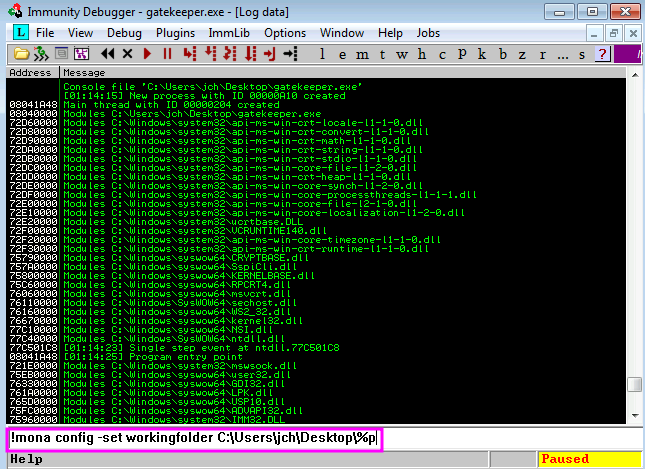 Immunity Debugger - gatekeeper.exe - [Log data]
L File View Debug Plugins ImmLib Options Window Help Jobs
l e m t w h c p k b z r ... s ?
Address Message
Console file 'C:\Users\jch\Desktop\gatekeeper.exe'
[01:14:15] New process with ID 00000A10 created
08041A48 Main thread with ID 00000204 created
08040000 Modules C:\Users\jch\Desktop\gatekeeper.exe
72D60000 Modules C:\Windows\system32\api-ms-win-crt-locale-l1-1-0.dll
72D80000 Modules C:\Windows\system32\api-ms-win-crt-convert-l1-1-0.dll
72D90000 Modules C:\Windows\system32\api-ms-win-crt-math-l1-1-0.dll
72DA0000 Modules C:\Windows\system32\api-ms-win-crt-string-l1-1-0.dll
72DB0000 Modules C:\Windows\system32\api-ms-win-crt-stdio-l1-1-0.dll
72DC0000 Modules C:\Windows\system32\api-ms-win-core-file-l1-2-0.dll
72DD0000 Modules C:\Windows\system32\api-ms-win-crt-heap-l1-1-0.dll
72DE0000 Modules C:\Windows\system32\api-ms-win-core-synch-l1-2-0.dll
72DF0000 Modules C:\Windows\system32\api-ms-win-core-processthreads-l1-1-1.dll
72E00000 Modules C:\Windows\system32\api-ms-win-core-file-l2-1-0.dll
72E10000 Modules C:\Windows\system32\api-ms-win-core-localization-l1-2-0.dll
72E20000 Modules C:\Windows\system32\ucrtbase.DLL
72F00000 Modules C:\Windows\system32\VCRUNTIME140.dll
72F20000 Modules C:\Windows\system32\api-ms-win-core-timezone-l1-1-0.dll
72F30000 Modules C:\Windows\system32\api-ms-win-crt-runtime-l1-1-0.dll
75790000 Modules C:\Windows\syswow64\CRYPTBASE.dll
757A0000 Modules C:\Windows\syswow64\SspiCli.dll
75800000 Modules C:\Windows\syswow64\KERNELBASE.dll
75C60000 Modules C:\Windows\syswow64\RPCRT4.dll
76060000 Modules C:\Windows\syswow64\msvcrt.dll
76110000 Modules C:\Windows\SysWOW64\sechost.dll
76160000 Modules C:\Windows\syswow64\WS2_32.dll
76670000 Modules C:\Windows\syswow64\kernel32.dll
77C10000 Modules C:\Windows\syswow64\NSI.dll
77C40000 Modules C:\Windows\SysWOW64\ntdll.dll
77C501C8 [01:14:23] Single step event at ntdll.77C501C8
08041A48 [01:14:25] Program entry point
721E0000 Modules C:\Windows\system32\mswsock.dll
75EB0000 Modules C:\Windows\syswow64\user32.dll
76330000 Modules C:\Windows\syswow64\GDI32.dll
761A0000 Modules C:\Windows\syswow64\LPK.dll
765D0000 Modules C:\Windows\syswow64\USP10.dll
75FC0000 Modules C:\Windows\syswow64\ADVAPI32.dll
75960000 Modules C:\Windows\system32\IMM32.DLL
!mona config -set workingfolder C:\Users\jch\Desktop\%p
Help Paused